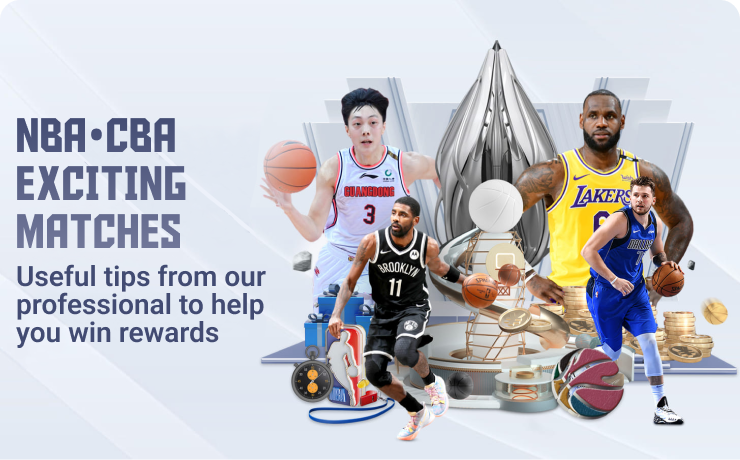 NBA•CBA
EXCITING
MATCHES
Useful tips from our
professional to help
you win rewards
GUANGDONG
3
LAKERS
BROOKLYN
11